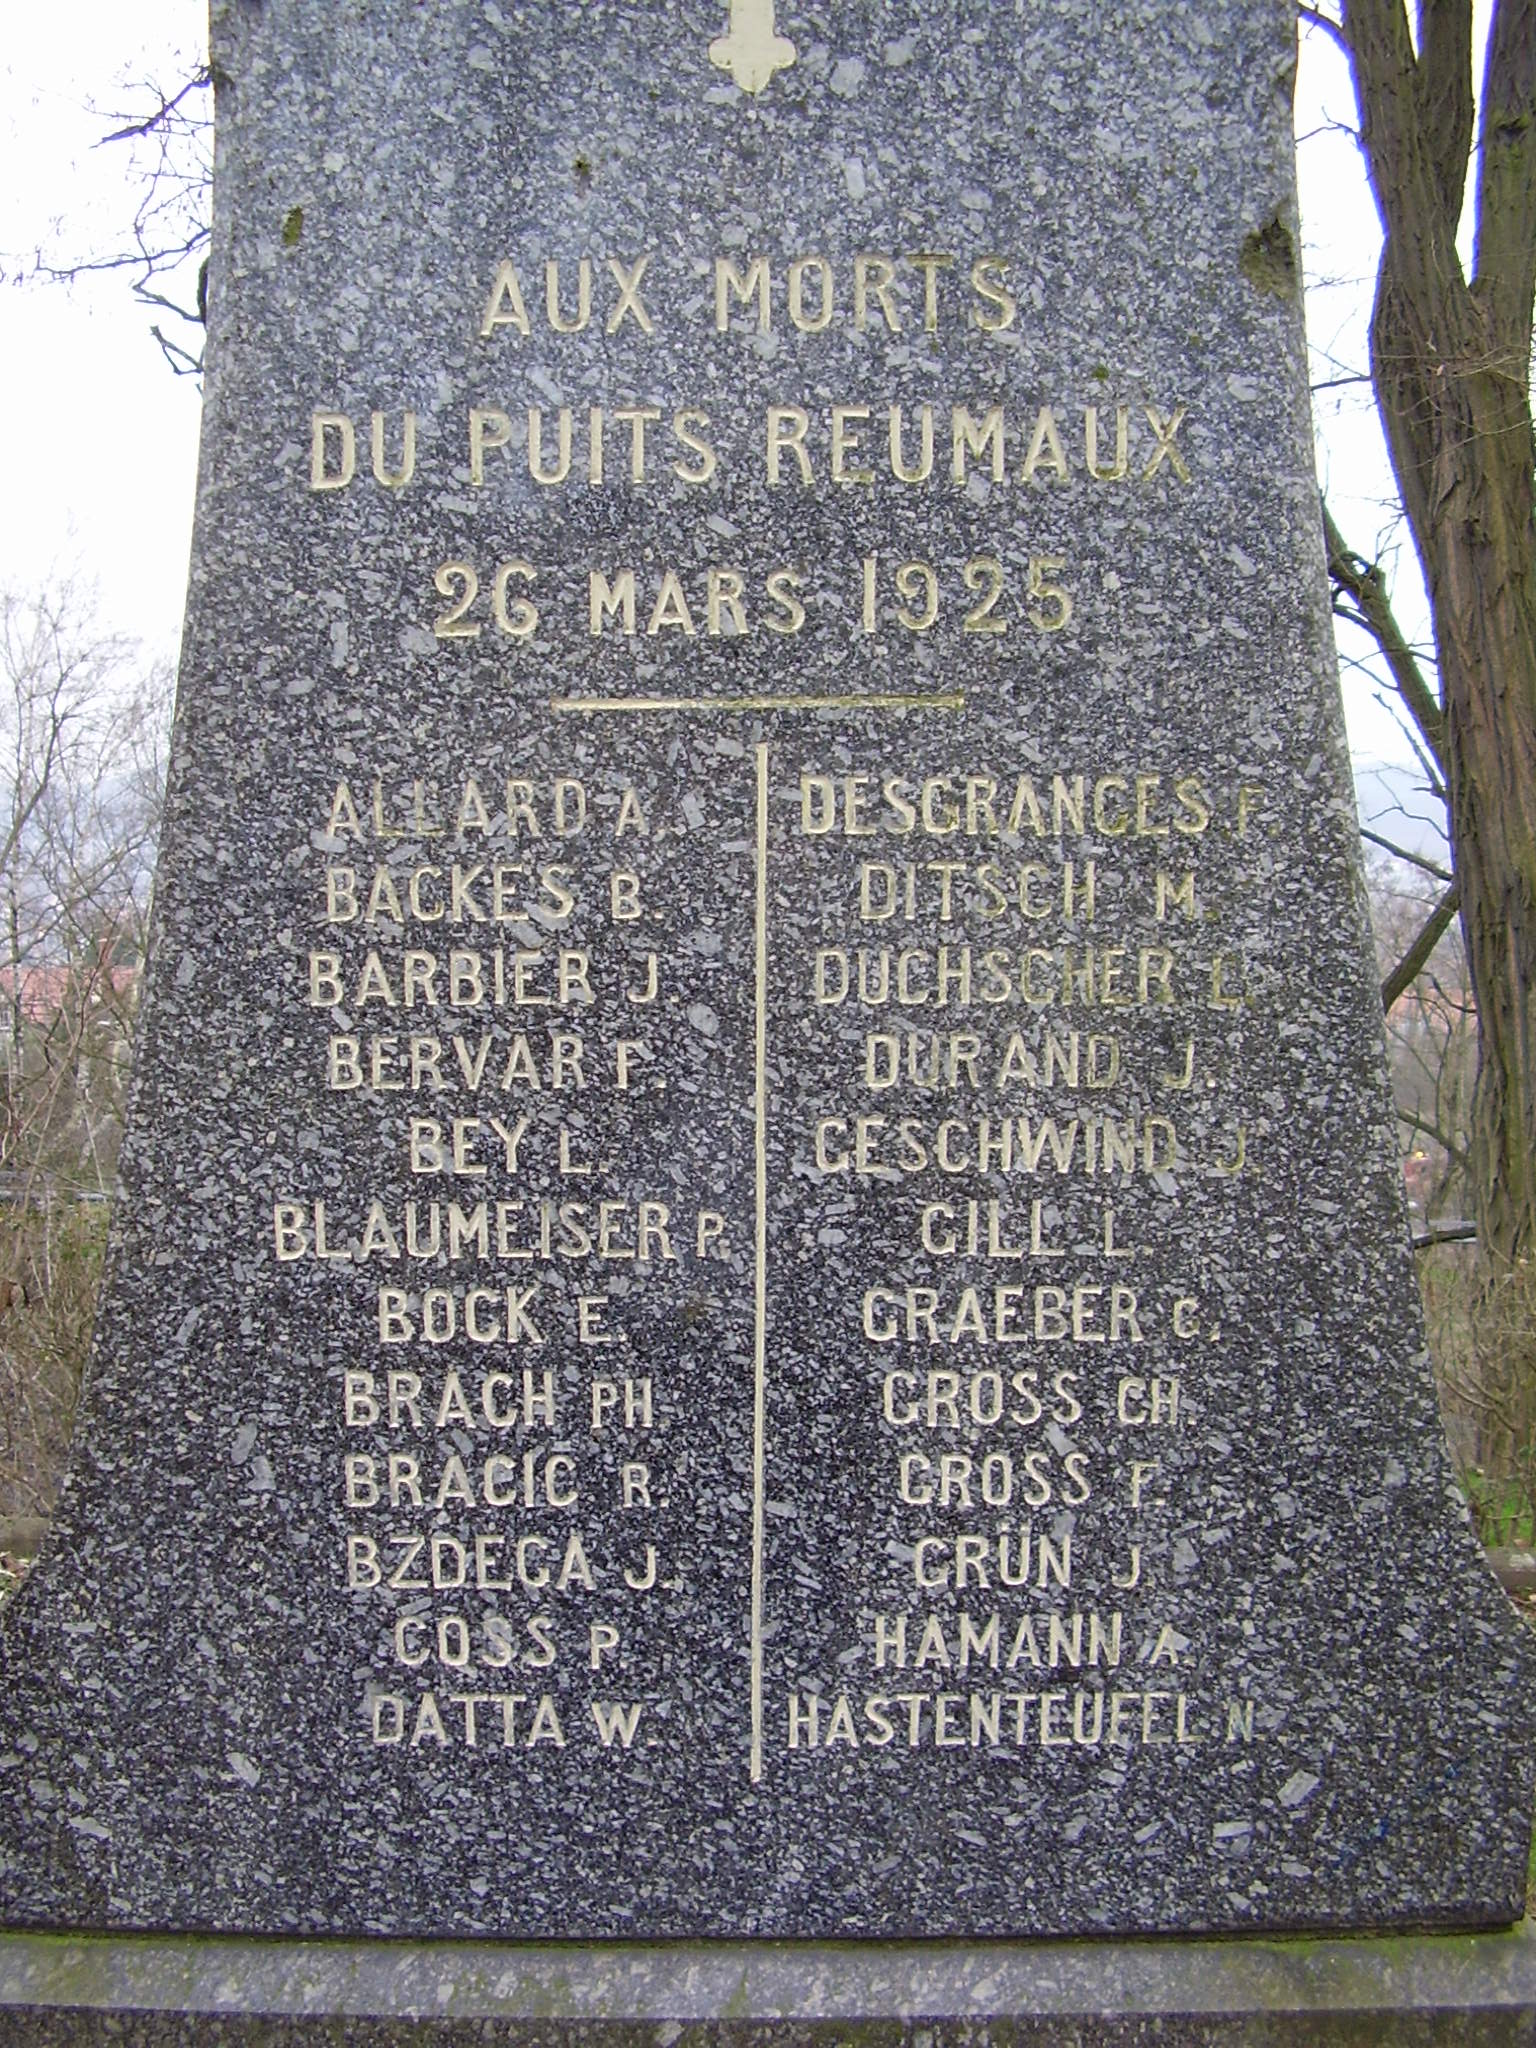 AUX MORTS
DU PUITS REUMAUX
26 MARS 1925
ALLARD A.
BACKES B.
BARBIER J.
BERVAR F.
BEY L.
BLAUMEISER P.
BOCK E.
BRACH PH
BRACIC R.
BZDEGA J.
COSS P.
DATTA W.
DESGRANGES F.
DITSCH M.
DUCHSCHER L.
DURAND J.
GESCHWIND J.
GILL L.
GRAEBER G.
GROSS CH.
GROSS F.
GRÜN J.
HAMANN A.
HASTENTEUFEL N.